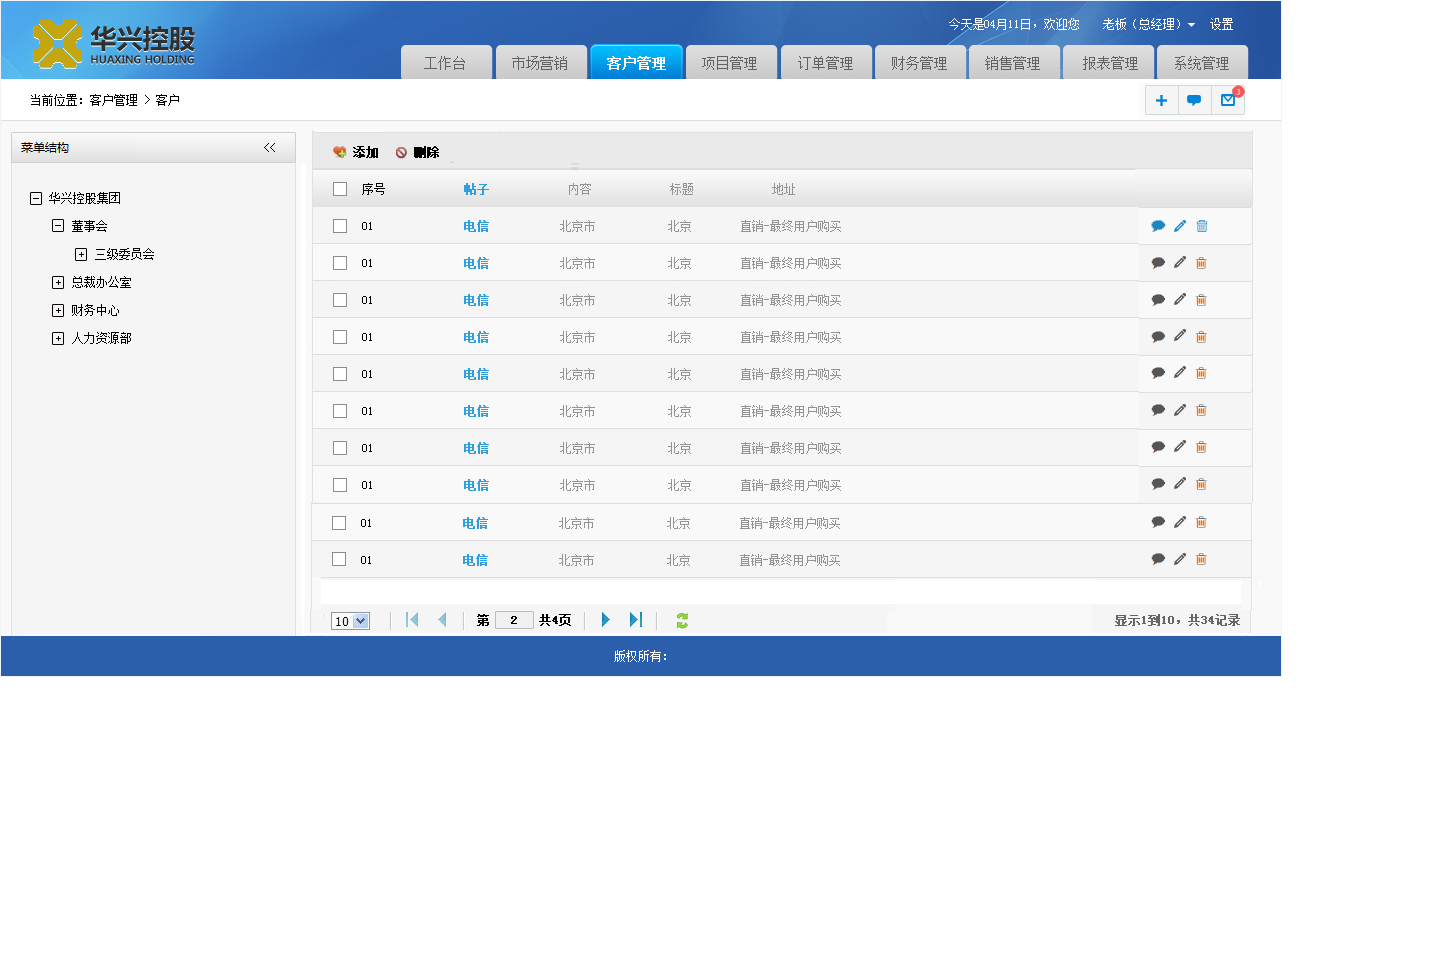 华兴控股
HUAXING HOLDING
今天是04月11日，欢迎您 老板（总经理） 设置
工作台 市场营销 客户管理 项目管理 订单管理 财务管理 销售管理 报表管理 系统管理
当前位置：客户管理 > 客户
3
菜单结构
华兴控股集团
董事会
三级委员会
总裁办公室
财务中心
人力资源部
添加 删除
序号 帖子 内容 标题 地址
01 电信 北京市 北京 直销-最终用户购买
01 电信 北京市 北京 直销-最终用户购买
01 电信 北京市 北京 直销-最终用户购买
01 电信 北京市 北京 直销-最终用户购买
01 电信 北京市 北京 直销-最终用户购买
01 电信 北京市 北京 直销-最终用户购买
01 电信 北京市 北京 直销-最终用户购买
01 电信 北京市 北京 直销-最终用户购买
01 电信 北京市 北京 直销-最终用户购买
01 电信 北京市 北京 直销-最终用户购买
10 第 2 共4页 显示1到10，共34记录
版权所有：